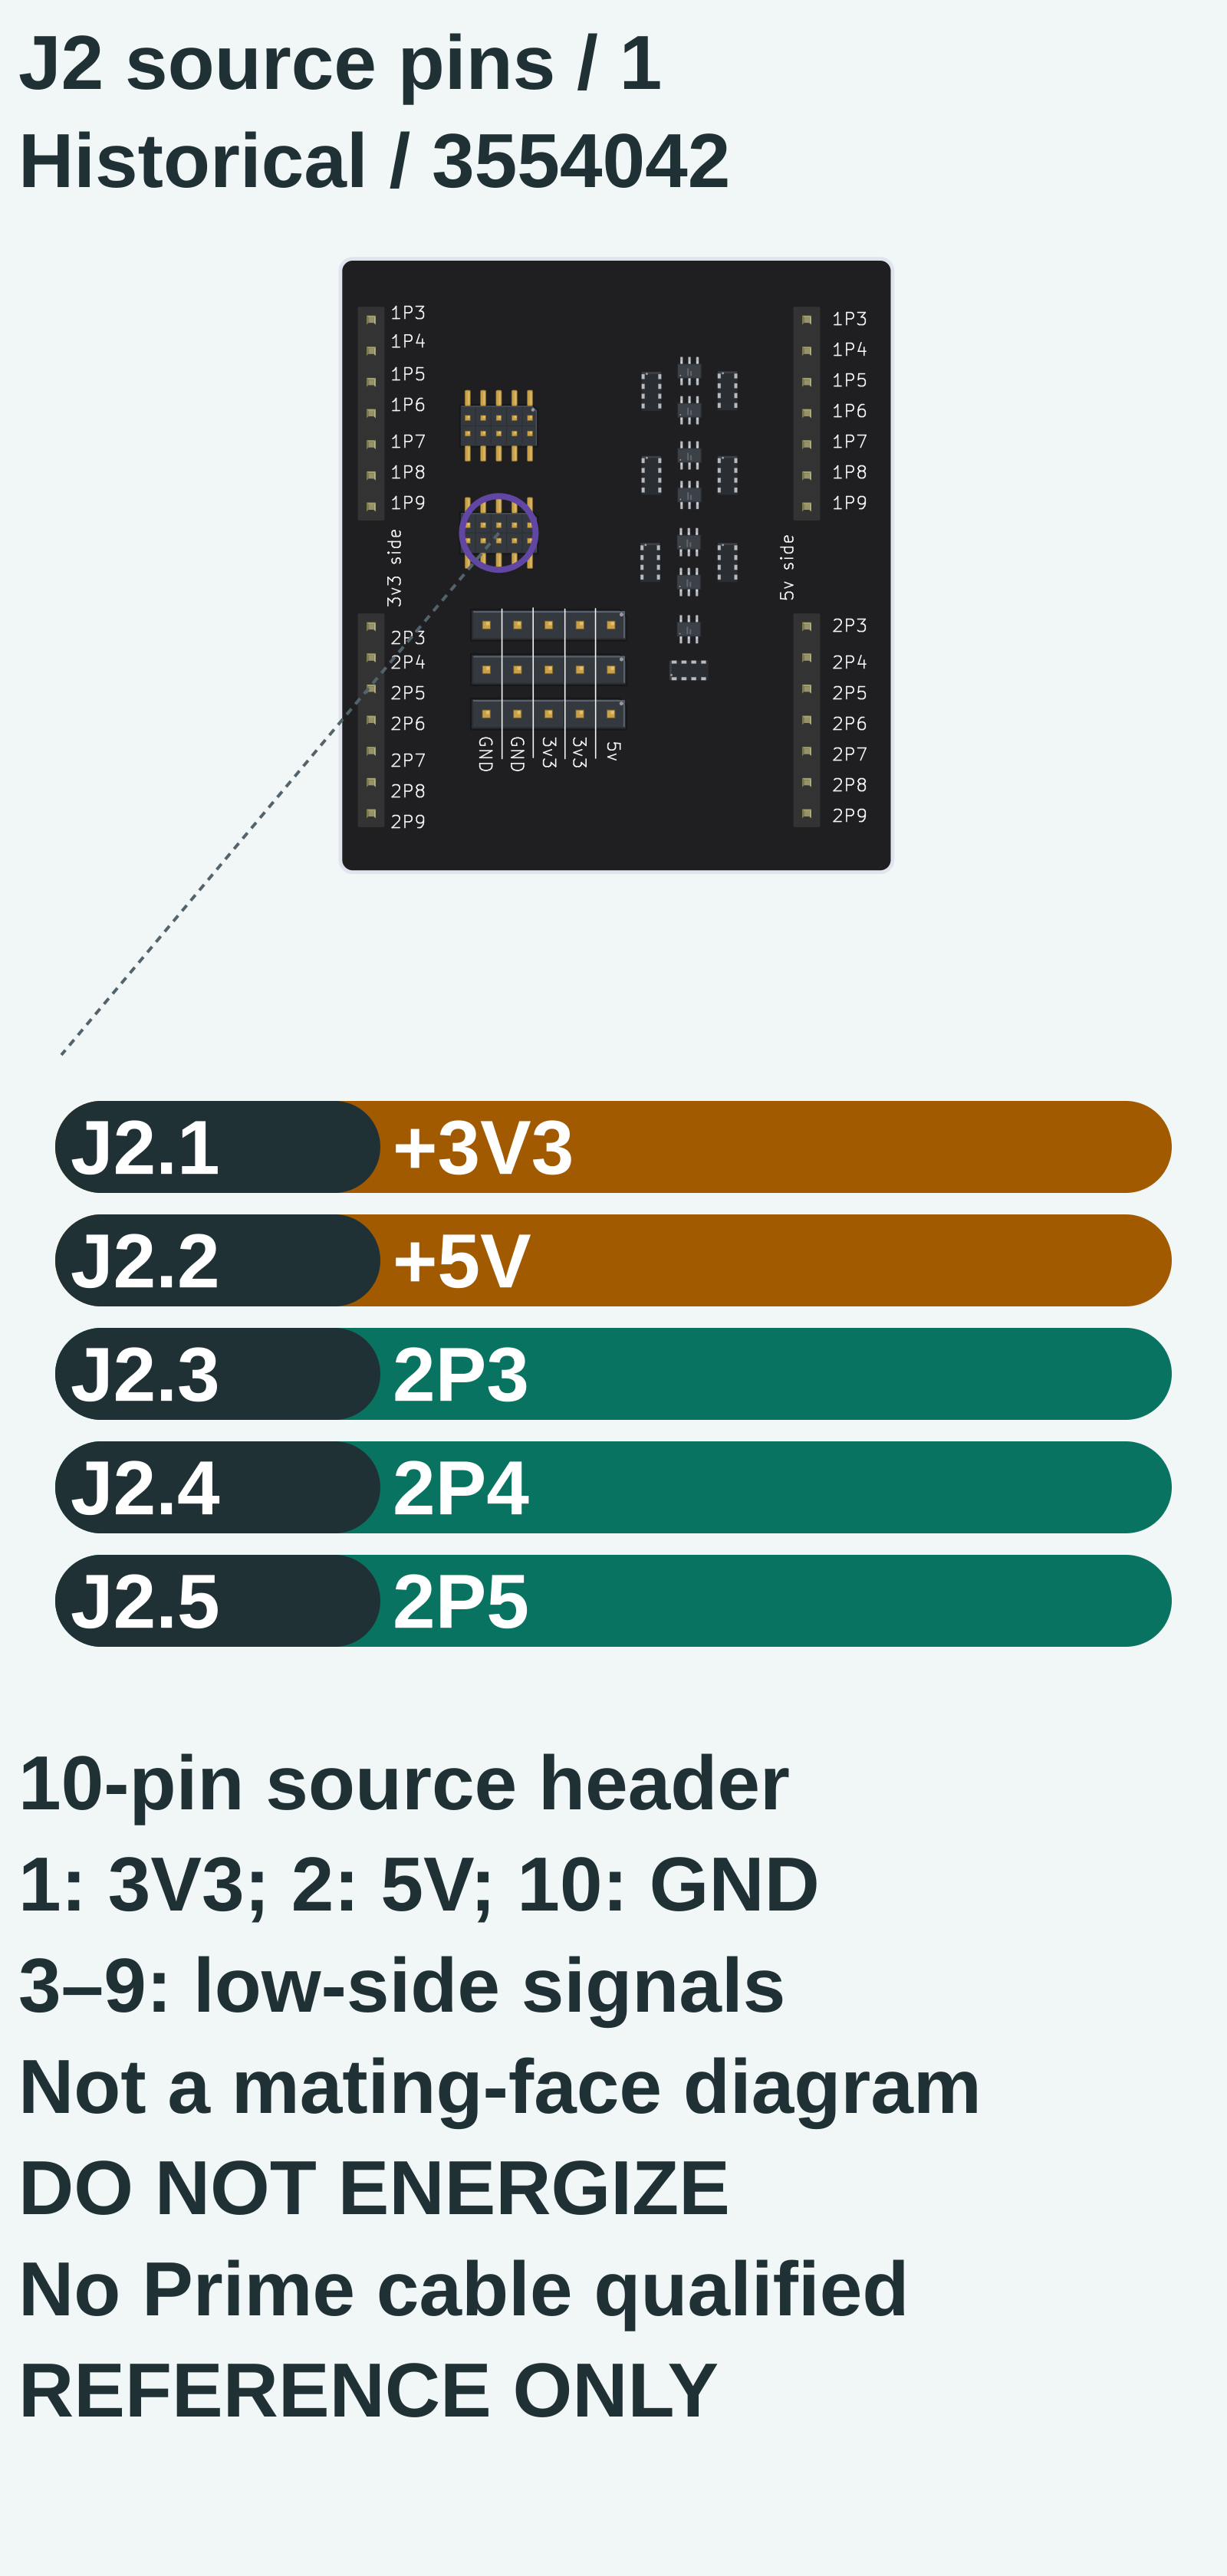 J2 source pins / 1
Historical / 3554042
1P3
1P4
1P5
1P6
1P7
1P8
1P9
3v3 side
2P3
2P4
2P5
2P6
2P7
2P8
2P9
1P3
1P4
1P5
1P6
1P7
1P8
1P9
5v side
2P3
2P4
2P5
2P6
2P7
2P8
2P9
GND
GND
3v3
3v3
5v
J2.1 +3V3
J2.2 +5V
J2.3 2P3
J2.4 2P4
J2.5 2P5
10-pin source header
1: 3V3; 2: 5V; 10: GND
3–9: low-side signals
Not a mating-face diagram
DO NOT ENERGIZE
No Prime cable qualified
REFERENCE ONLY